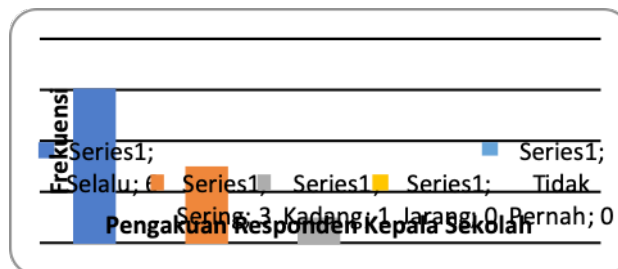 Frekuensi
Series1;
Selalu; 6
Series1;
Sering; 3
Series1;
Kadang; 1
Series1;
Jarang; 0
Series1;
Tidak
Pernah; 0
Pengakuan Responden Kepala Sekolah